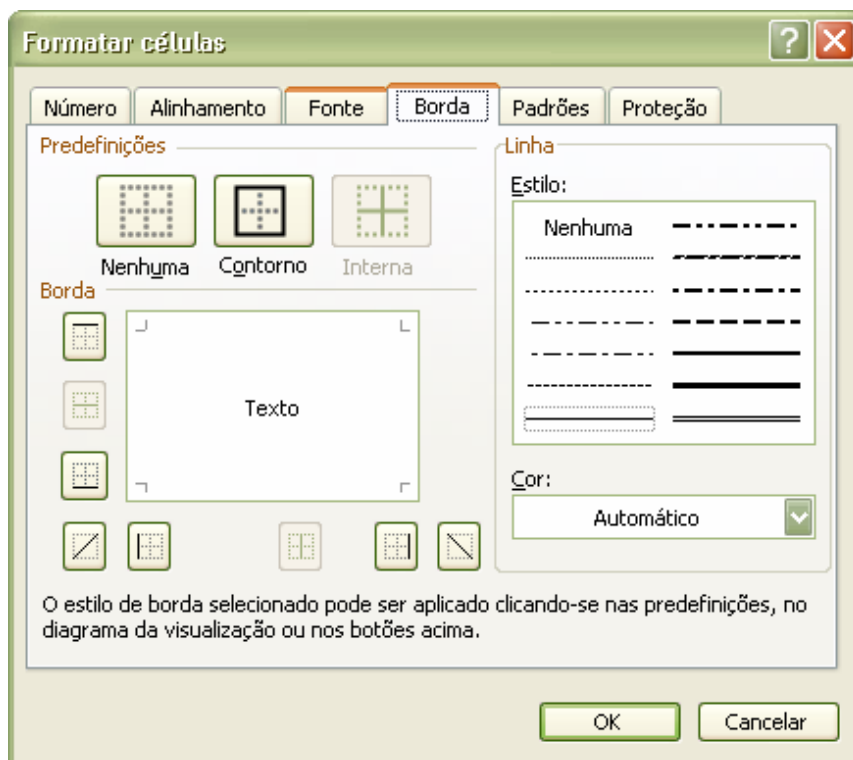 Formatar células
Número Alinhamento Fonte Borda Padrões Proteção
Predefinições
Nenhuma Contorno Interna
Borda
Texto
Linha
Estilo:
Nenhuma
Cor:
Automático
O estilo de borda selecionado pode ser aplicado clicando-se nas predefinições, no
diagrama da visualização ou nos botões acima.
OK Cancelar